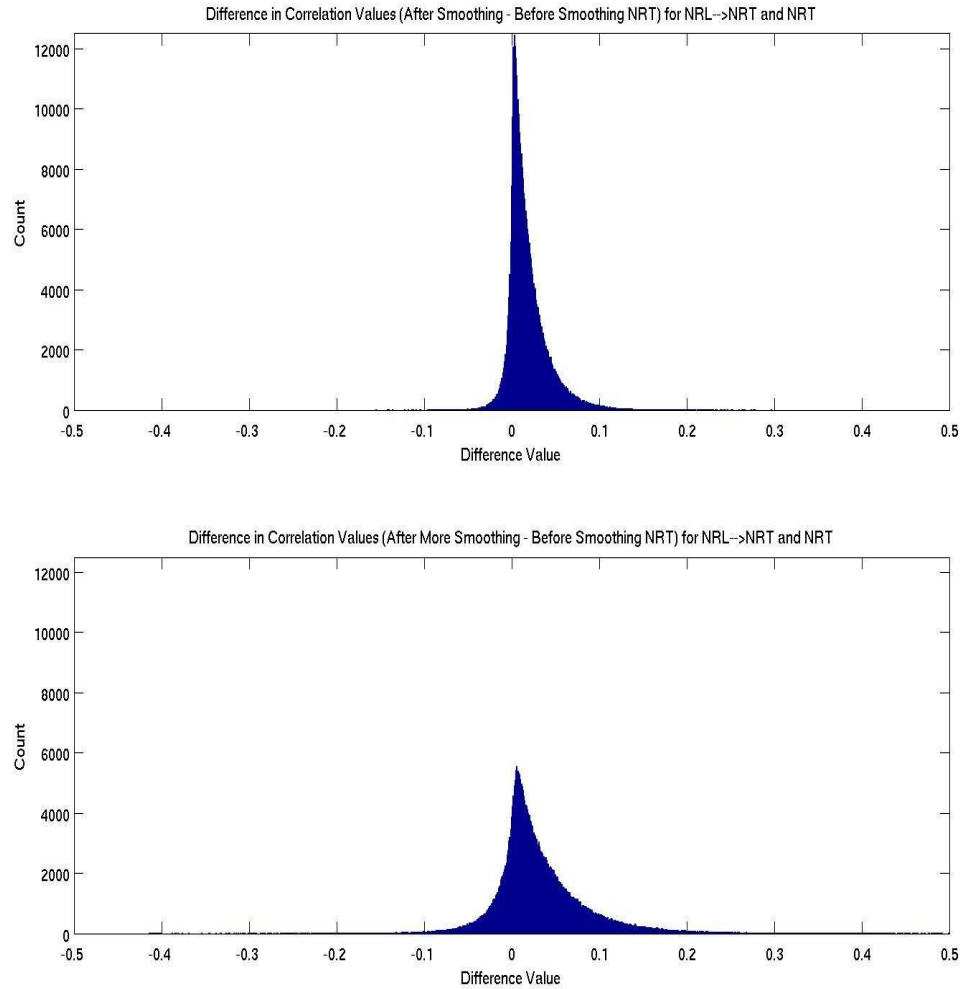 Difference in Correlation Values (After Smoothing - Before Smoothing NRT) for NRL-->NRT and NRT
12000
10000
8000
6000
4000
2000
0
Count
-0.5 -0.4 -0.3 -0.2 -0.1 0 0.1 0.2 0.3 0.4 0.5
Difference Value
Difference in Correlation Values (After More Smoothing - Before Smoothing NRT) for NRL-->NRT and NRT
12000
10000
8000
6000
4000
2000
0
Count
-0.5 -0.4 -0.3 -0.2 -0.1 0 0.1 0.2 0.3 0.4 0.5
Difference Value